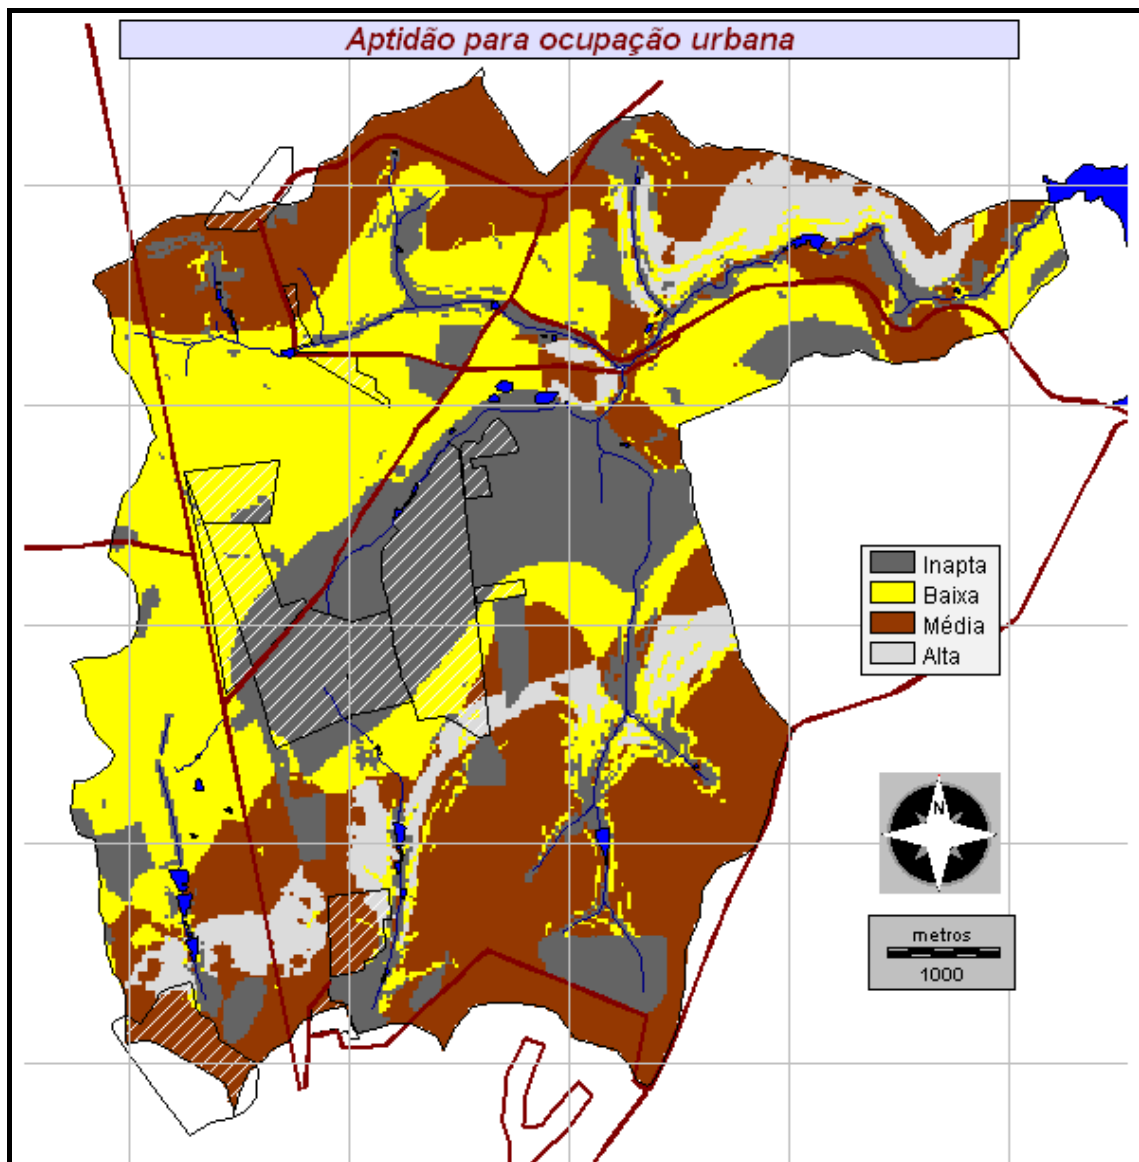 Aptidão para ocupação urbana
Inapta
Baixa
Média
Alta
N
metros
1000